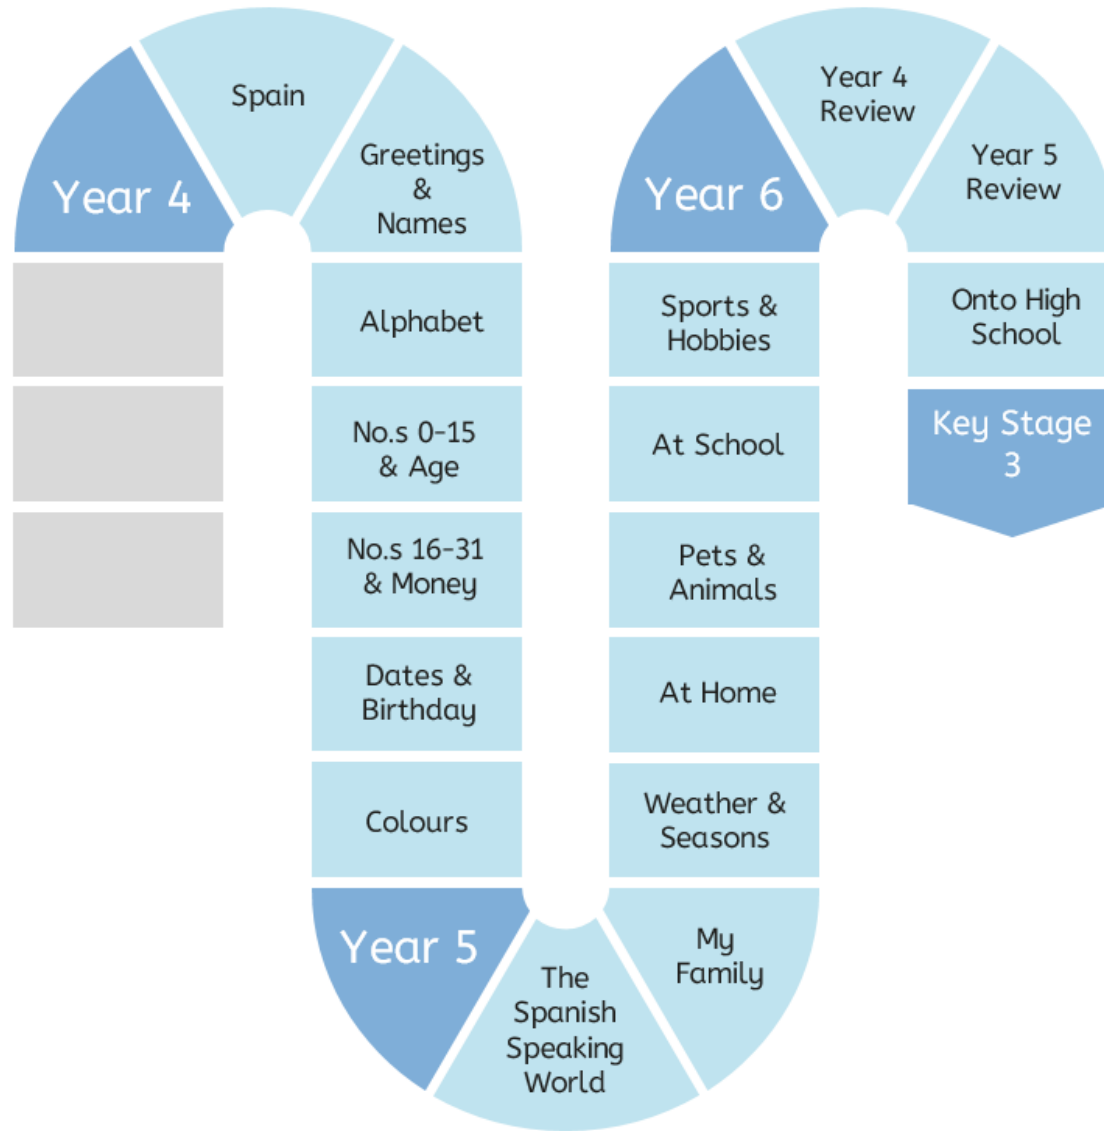 Year 4
Spain
Greetings
&
Names
Alphabet
No.s 0-15
& Age
No.s 16-31
& Money
Dates &
Birthday
Colours
Year 5
The
Spanish
Speaking
World
My
Family
Weather &
Seasons
At Home
Pets &
Animals
At School
Sports &
Hobbies
Year 6
Year 4
Review
Year 5
Review
Onto High
School
Key Stage
3